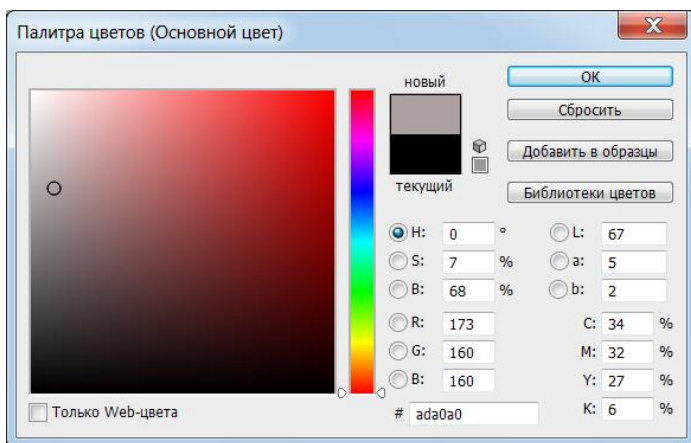 Палитра цветов (Основной цвет)
новый
текущий
OK
Сбросить
Добавить в образцы
Библиотеки цветов
H: 0 °
S: 7 %
B: 68 %
R: 173
G: 160
B: 160
# ada0a0
L: 67
a: 5
b: 2
C: 34 %
M: 32 %
Y: 27 %
K: 6 %
Только Web-цвета